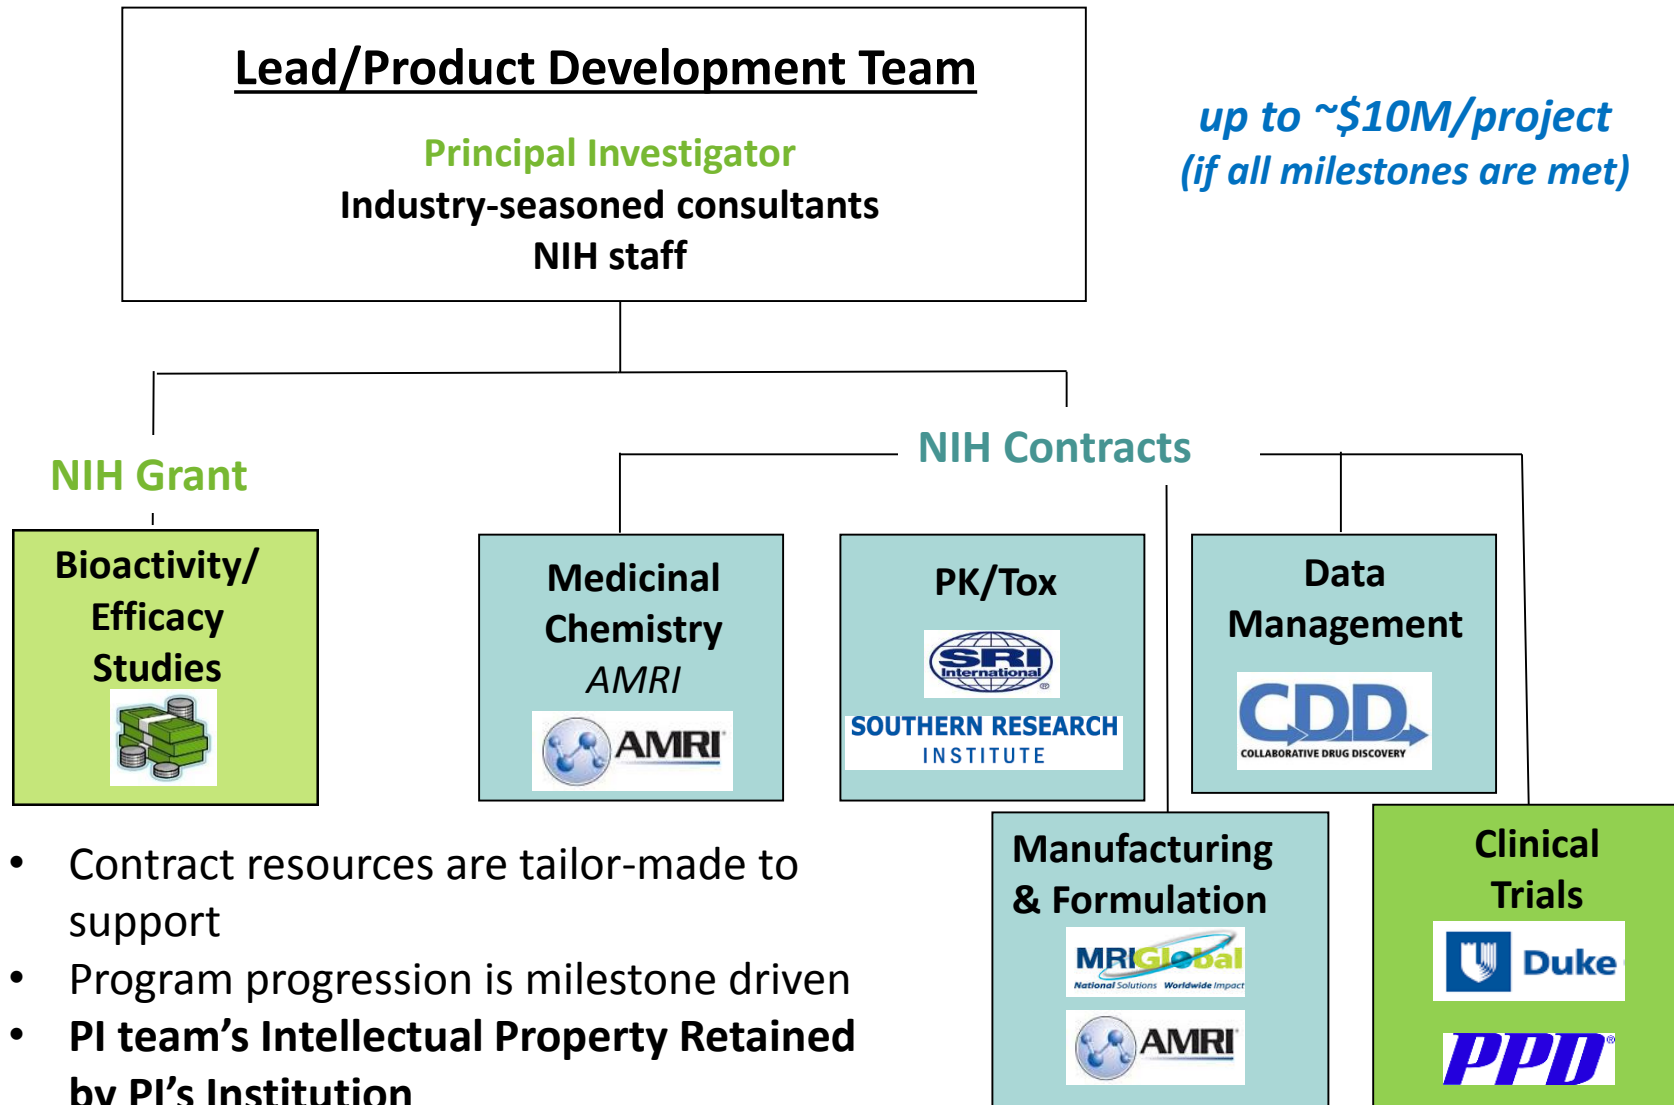 Lead/Product Development Team
Principal Investigator
Industry-seasoned consultants
NIH staff
up to ~$10M/project
(if all milestones are met)
NIH Grant
NIH Contracts
Bioactivity/
Efficacy
Studies
Medicinal
Chemistry
AMRI
AMRI
PK/Tox
SRI
International
®
SOUTHERN RESEARCH
INSTITUTE
Data
Management
CDD
COLLABORATIVE DRUG DISCOVERY
Manufacturing
& Formulation
MRIGlobal
National Solutions Worldwide Impact
AMRI
Clinical
Trials
Duke
PPD®
• Contract resources are tailor-made to
support
• Program progression is milestone driven
• PI team's Intellectual Property Retained
by PI's Institution